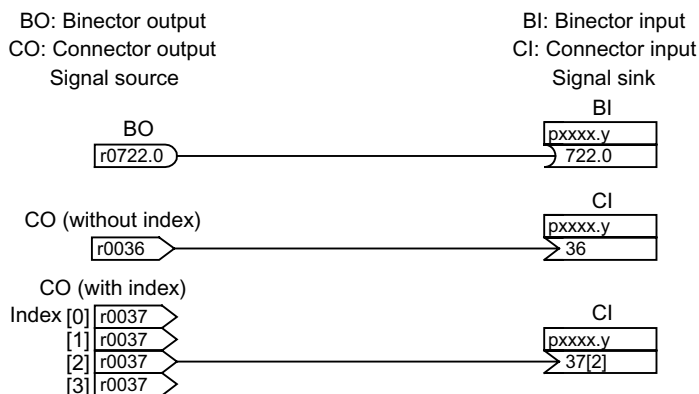 BO: Binector output
CO: Connector output
Signal source
BI: Binector input
CI: Connector input
Signal sink
BO
r0722.0
BI
pxxxx.y
722.0
CO (without index)
r0036
CI
pxxxx.y
36
CO (with index)
Index [0] r0037
[1] r0037
[2] r0037
[3] r0037
CI
pxxxx.y
37[2]